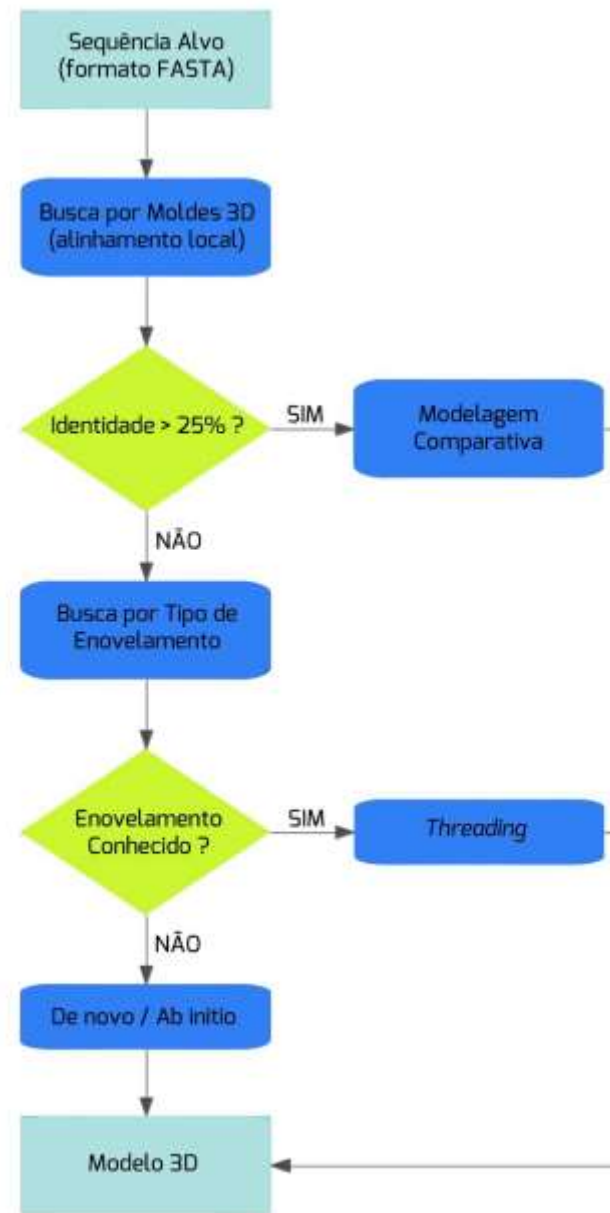 Sequência Alvo
(formato FASTA)
Busca por Moldes 3D
(alinhamento local)
Identidade > 25% ?
SIM
Modelagem
Comparativa
NÃO
Busca por Tipo de
Enovelamento
Enovelamento
Conhecido ?
SIM
Threading
NÃO
De novo / Ab initio
Modelo 3D